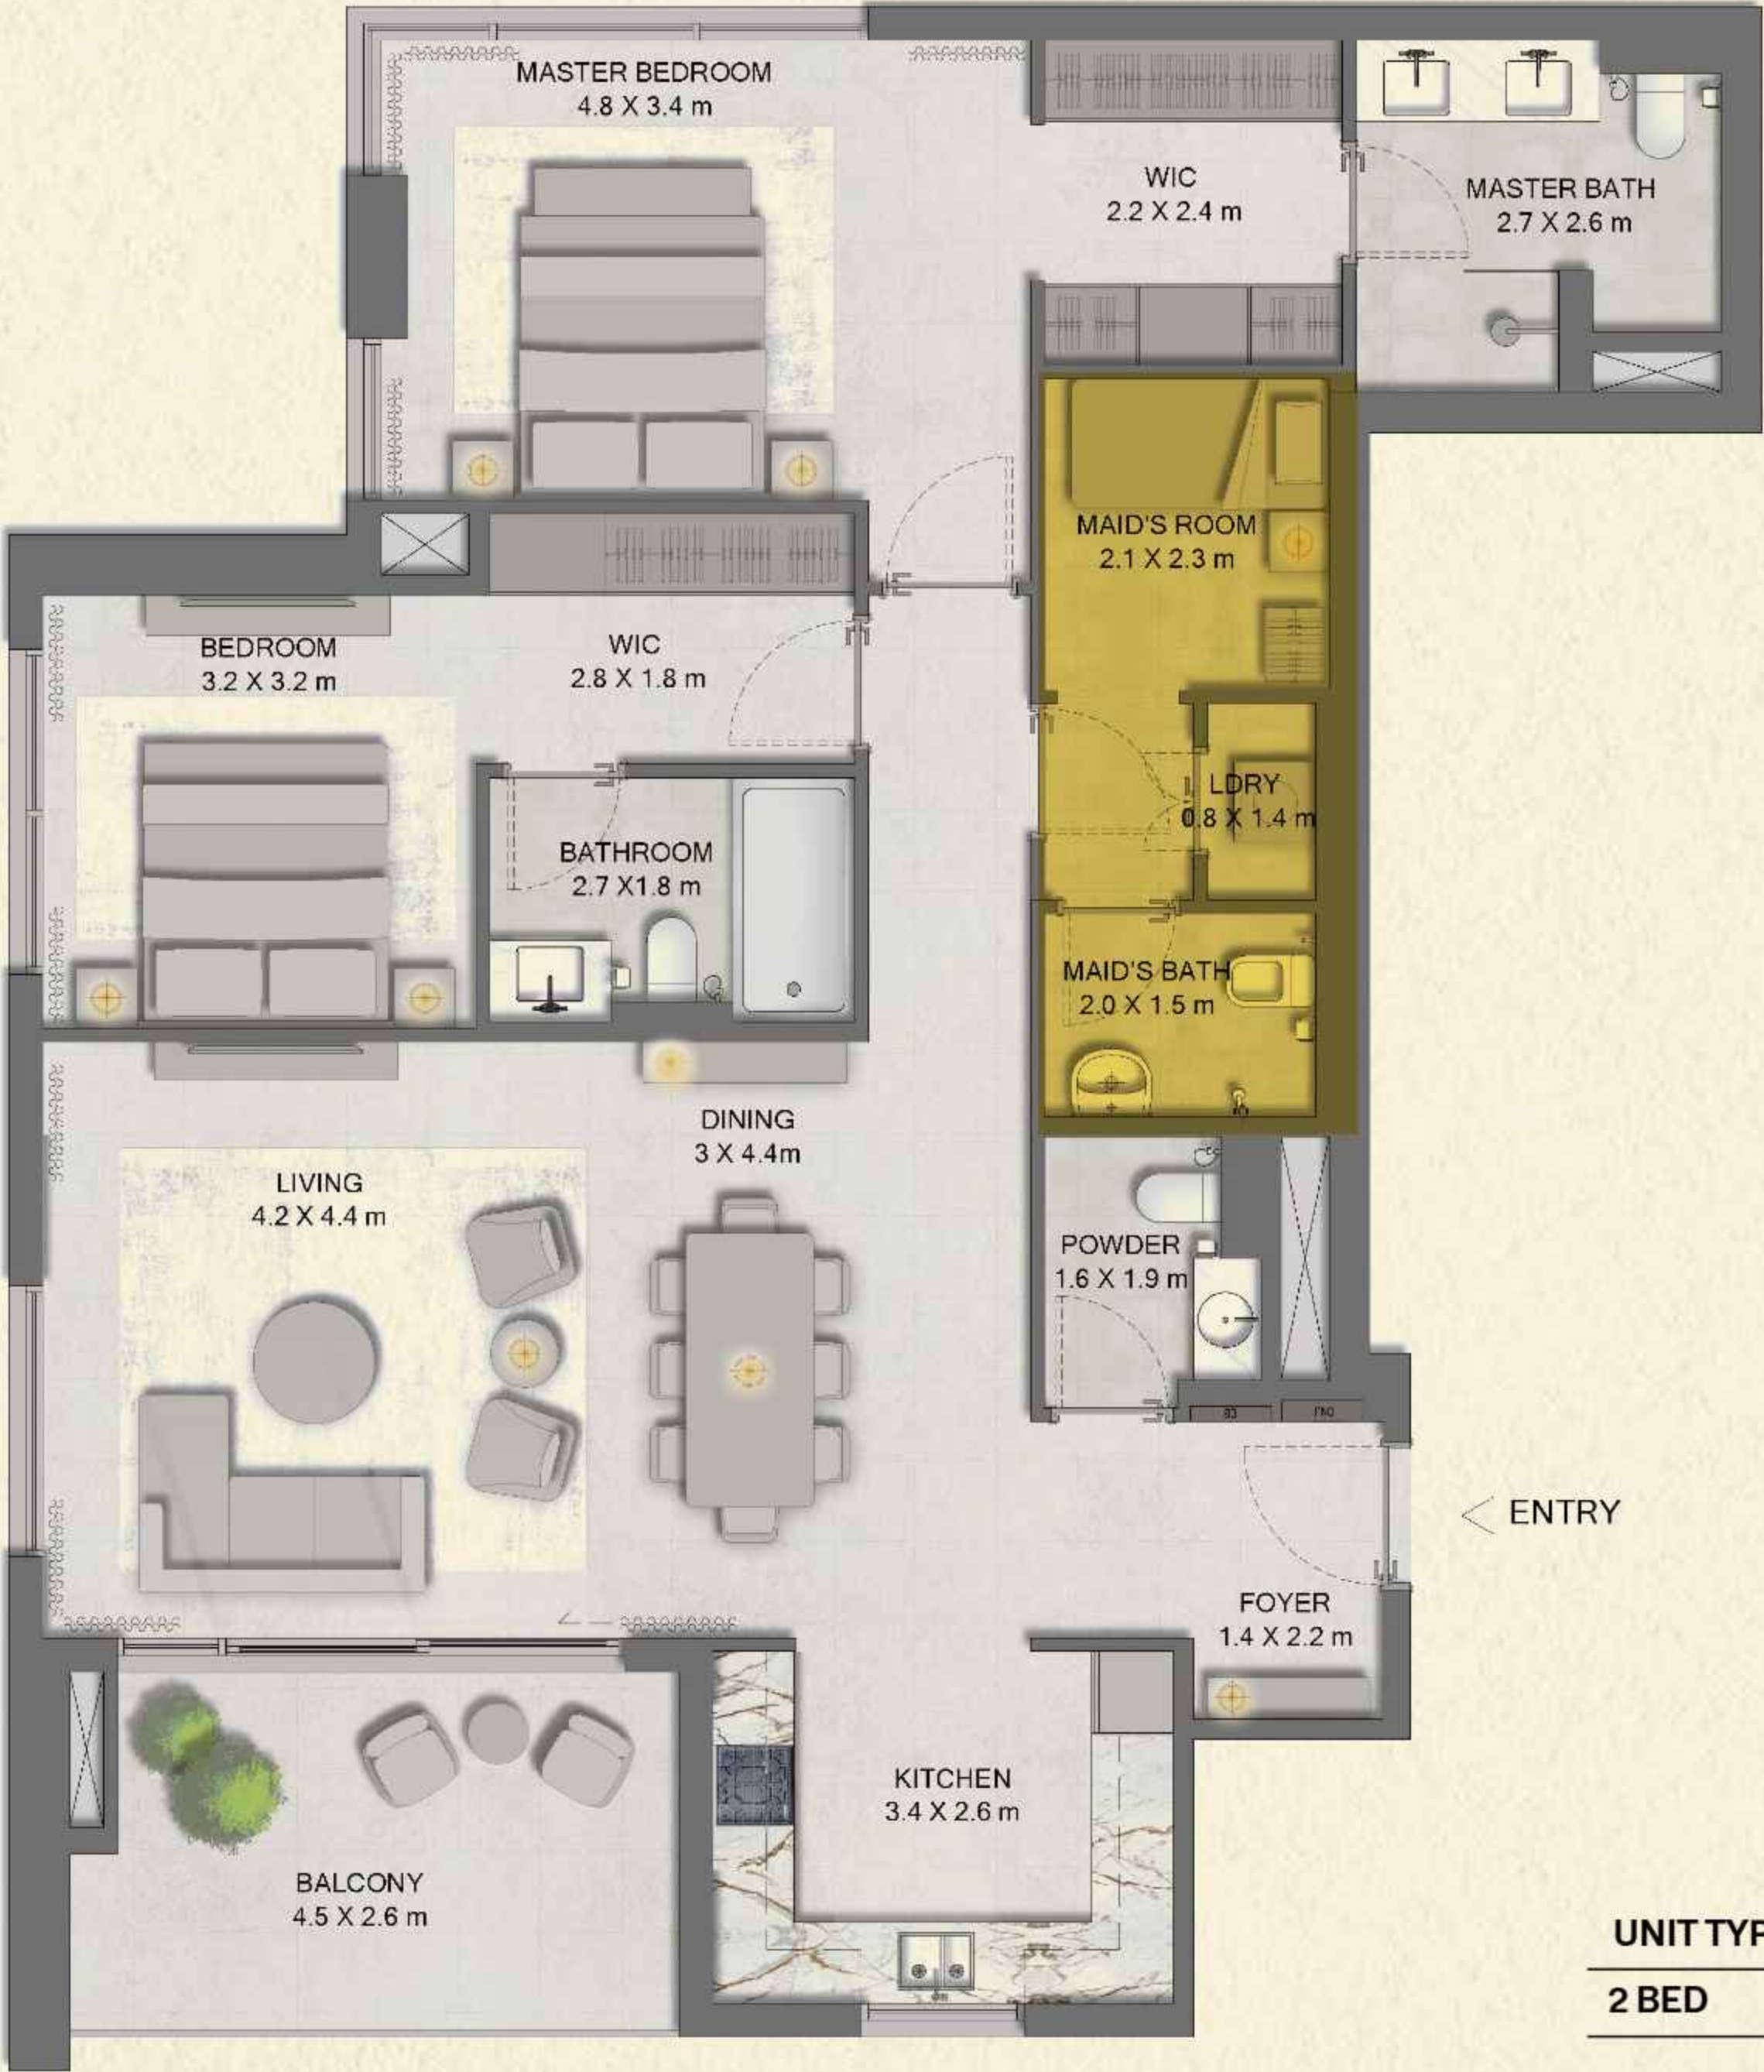 MASTER BEDROOM
4.8 X 3.4 m
WIC
2.2 X 2.4 m
MASTER BATH
2.7 X 2.6 m
MAID'S ROOM
2.1 X 2.3 m
BEDROOM
3.2 X 3.2 m
WIC
2.8 X 1.8 m
LDRY
0.8 X 1.4 m
BATHROOM
2.7 X1.8 m
MAID'S BATH
2.0 X 1.5 m
DINING
3 X 4.4m
LIVING
4.2 X 4.4 m
POWDER
1.6 X 1.9 m
ENTRY
FOYER
1.4 X 2.2 m
KITCHEN
3.4 X 2.6 m
BALCONY
4.5 X 2.6 m
UNIT TYP
2 BED